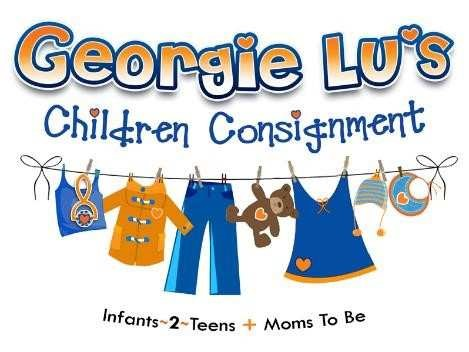 Georgie Lu's
Children Consignment
Infants~2~Teens + Moms To Be